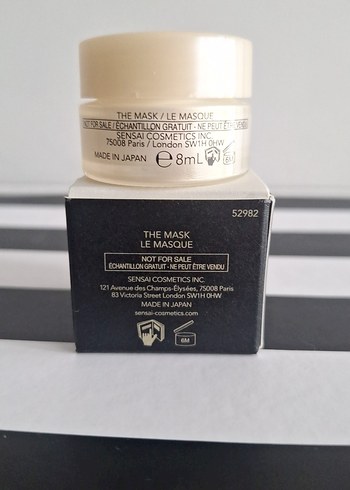 THE MASK / LE MASQUE
NOT FOR SALE / ÉCHANTILLON GRATUIT - NE PEUT ÊTRE VENDU
SENSAI COSMETICS INC.
75008 Paris / London SW1H 0HW
MADE IN JAPAN e 8mL 6M
52982
THE MASK
LE MASQUE
NOT FOR SALE
ÉCHANTILLON GRATUIT - NE PEUT ÊTRE VENDU
SENSAI COSMETICS INC.
121 Avenue des Champs-Élysées, 75008 Paris
83 Victoria Street London SW1H 0HW
MADE IN JAPAN
sensai-cosmetics.com
6M